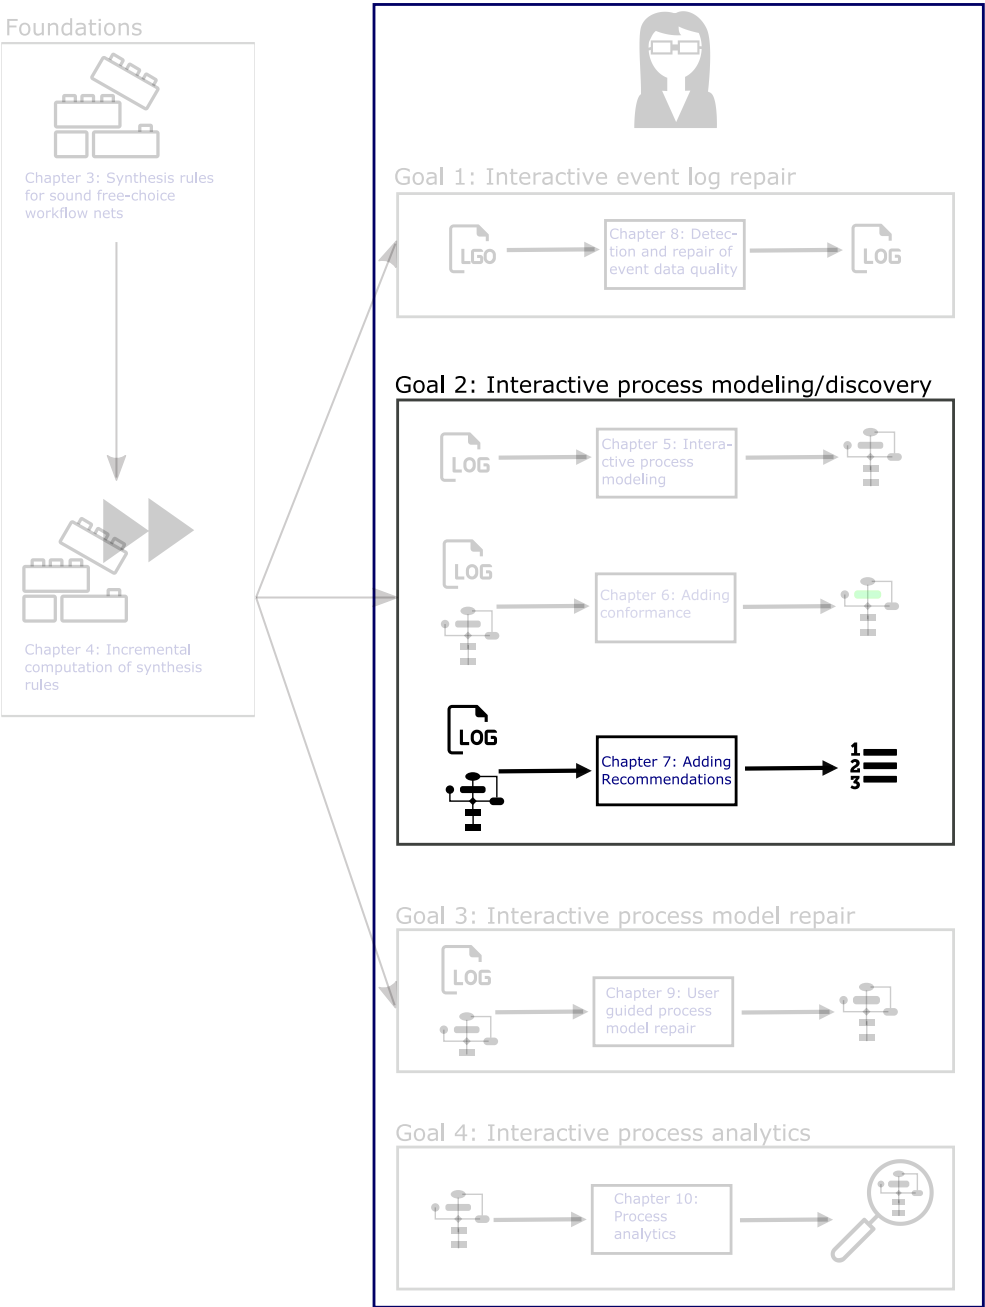 Foundations
Chapter 3: Synthesis rules
for sound free-choice
workflow nets
Chapter 4: Incremental
computation of synthesis
rules
Goal 1: Interactive event log repair
LGO
Chapter 8: Detec-
tion and repair of
event data quality
LOG
Goal 2: Interactive process modeling/discovery
LOG
Chapter 5: Intera-
ctive process
modeling
LOG
Chapter 6: Adding
conformance
LOG
Chapter 7: Adding
Recommendations
1
2
3
Goal 3: Interactive process model repair
LOG
Chapter 9: User
guided process
model repair
Goal 4: Interactive process analytics
Chapter 10:
Process
analytics